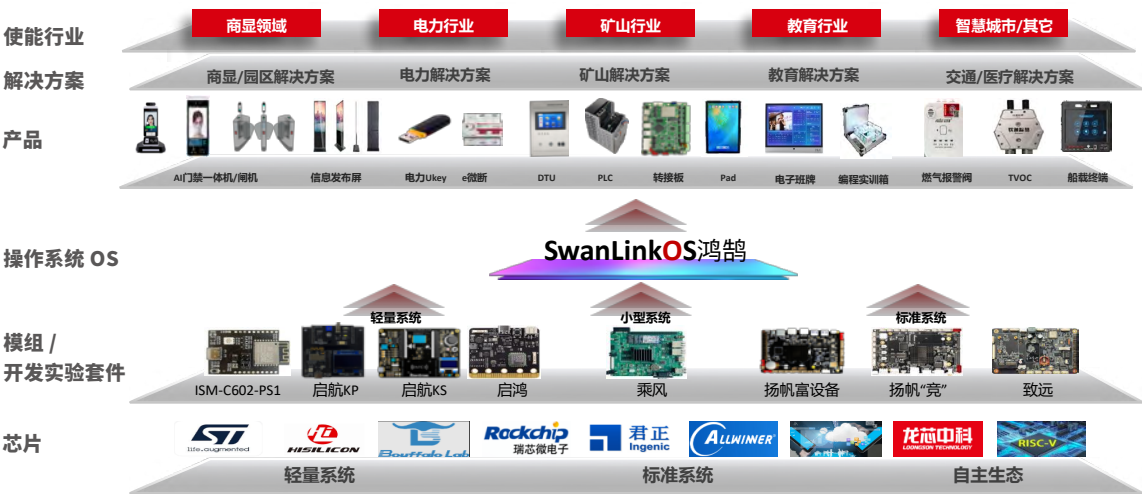 使能行业
商显领域
电力行业
矿山行业
教育行业
智慧城市/其它
解决方案
商显/园区解决方案
电力解决方案
矿山解决方案
教育解决方案
交通/医疗解决方案
产品
AI门禁一体机/闸机
信息发布屏
电力Ukey
e微断
DTU
PLC
转接板
Pad
电子班牌
编程实训箱
燃气报警阀
TVOC
船载终端
操作系统 OS
SwanLinkOS鸿鹄
轻量系统
小型系统
标准系统
模组 /
开发实验套件
ISM-C602-PS1
启航KP
启航KS
启鸿
乘风
扬帆富设备
扬帆“竞”
致远
芯片
ST
life.augmented
HISILICON
Bouffalo Lab
Rockchip
瑞芯微电子
君正
Ingenic
ALLWINNER
龙芯中科
LOONGSON TECHNOLOGY
RISC-V
轻量系统
标准系统
自主生态